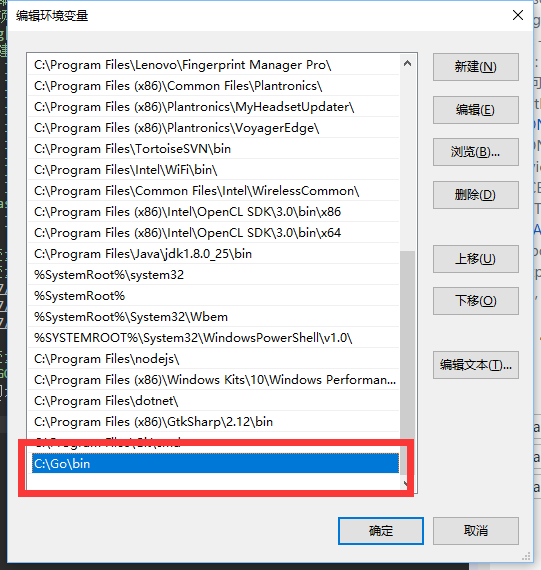 编辑环境变量
C:\Program Files\Lenovo\Fingerprint Manager Pro\
C:\Program Files (x86)\Common Files\Plantronics\
C:\Program Files (x86)\Plantronics\MyHeadsetUpdater\
C:\Program Files (x86)\Plantronics\VoyagerEdge\
C:\Program Files\TortoiseSVN\bin
C:\Program Files\Intel\WiFi\bin\
C:\Program Files\Common Files\Intel\WirelessCommon\
C:\Program Files (x86)\Intel\OpenCL SDK\3.0\bin\x86
C:\Program Files (x86)\Intel\OpenCL SDK\3.0\bin\x64
C:\Program Files\Java\jdk1.8.0_25\bin
%SystemRoot%\system32
%SystemRoot%
%SystemRoot%\System32\Wbem
%SYSTEMROOT%\System32\WindowsPowerShell\v1.0\
C:\Program Files\nodejs\
C:\Program Files (x86)\Windows Kits\10\Windows Performan...
C:\Program Files\dotnet\
C:\Program Files (x86)\GtkSharp\2.12\bin
C:\Program Files\Git\cmd
C:\Go\bin
新建(N)
编辑(E)
浏览(B)...
删除(D)
上移(U)
下移(O)
编辑文本(T)...
确定
取消